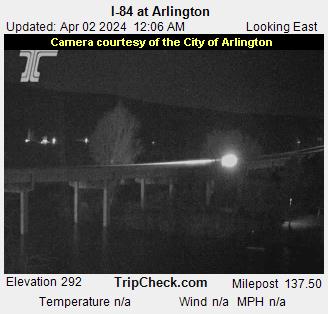 I-84 at Arlington
Updated: Apr 02 2024 12:06 AM Looking East
Camera courtesy of the City of Arlington
Elevation 292 TripCheck.com Milepost 137.50
Temperature n/a Wind n/a MPH n/a